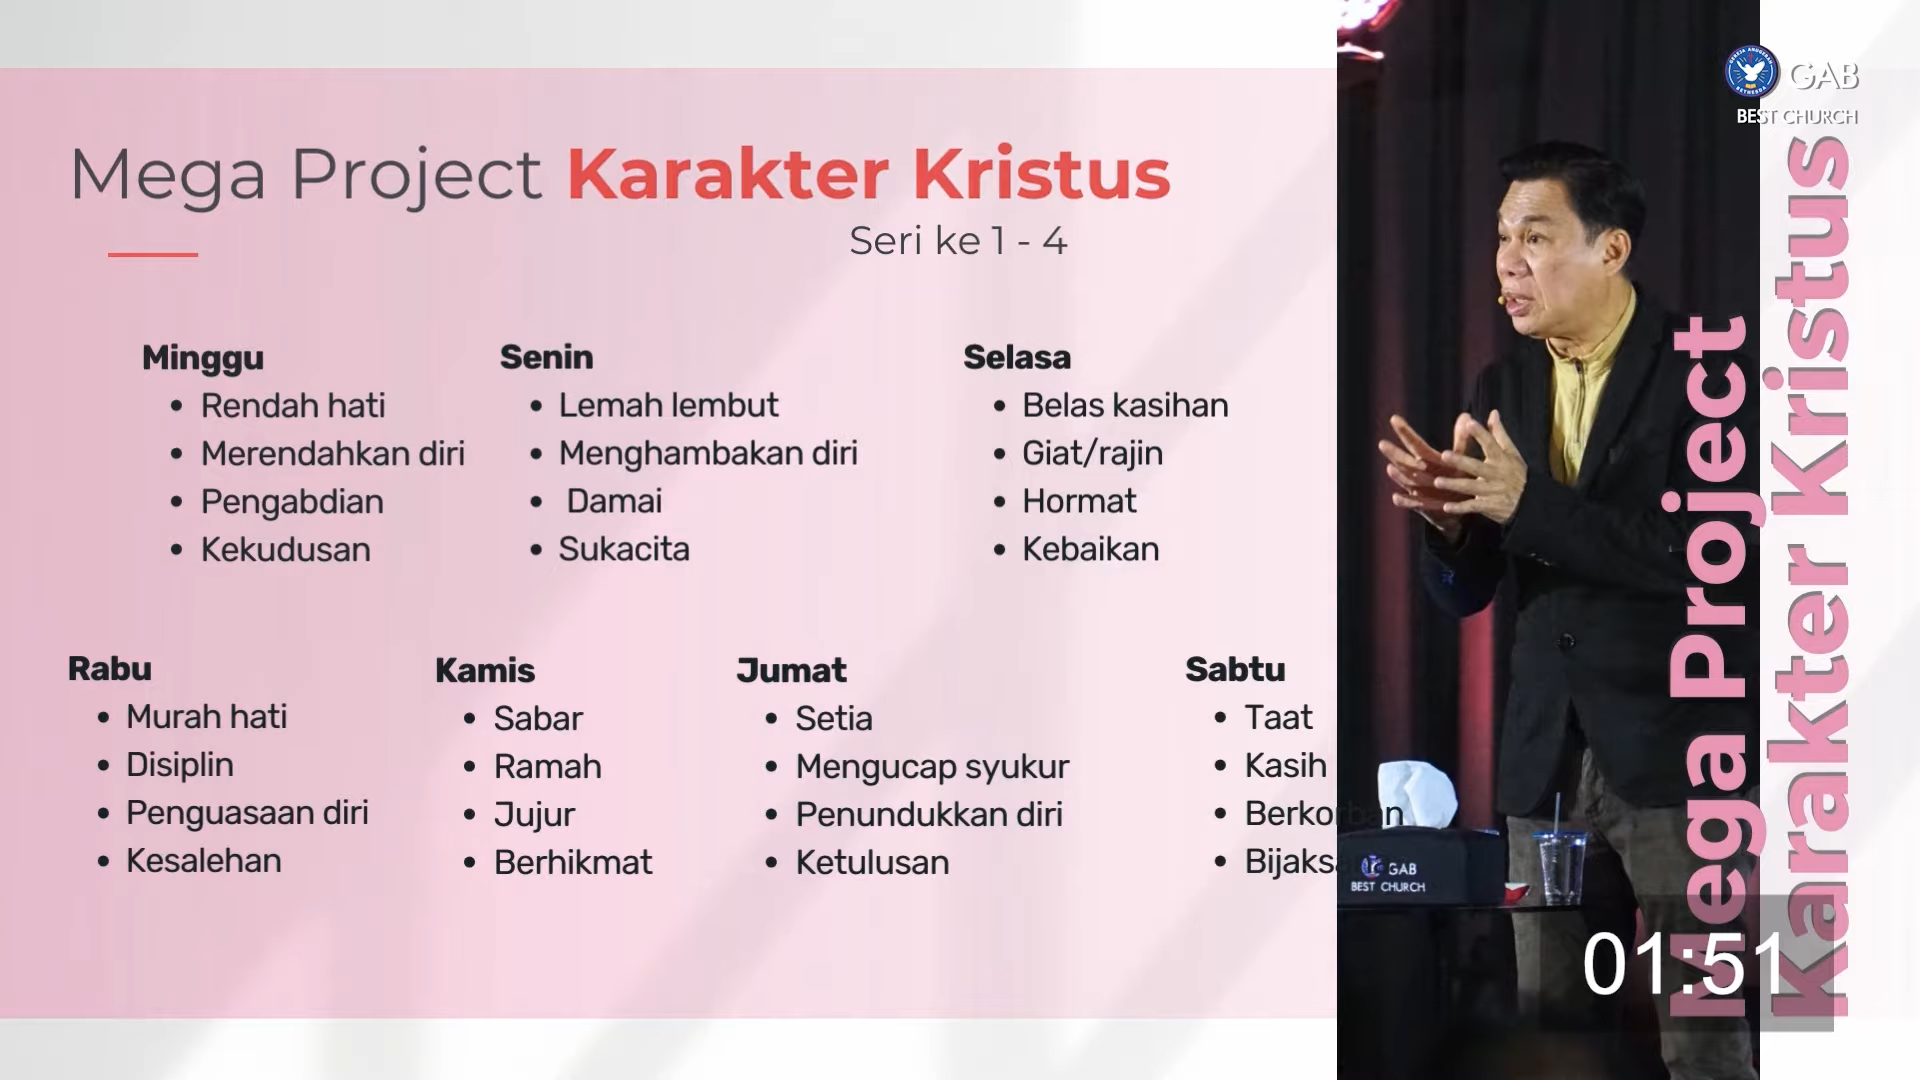 GAB
BEST CHURCH
Mega Project Karakter Kristus
Seri ke 1 - 4
Minggu
• Rendah hati
• Merendahkan diri
• Pengabdian
• Kekudusan
Senin
• Lemah lembut
• Menghambakan diri
• Damai
• Sukacita
Selasa
• Belas kasihan
• Giat/rajin
• Hormat
• Kebaikan
Rabu
• Murah hati
• Disiplin
• Penguasaan diri
• Kesalehan
Kamis
• Sabar
• Ramah
• Jujur
• Berhikmat
Jumat
• Setia
• Mengucap syukur
• Penundukkan diri
• Ketulusan
Sabtu
• Taat
• Kasih
• Berkorban
• Bijaksa
GAB
BEST CHURCH
Mega Project
Karakter Kristus
01:51